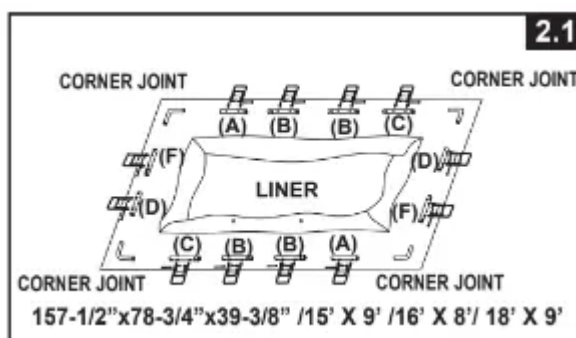 2.1
CORNER JOINT CORNER JOINT
(A) (B) (B) (C)
(F) (D)
LINER
(D) (F)
(C) (B) (B) (A)
CORNER JOINT CORNER JOINT
157-1/2”x78-3/4”x39-3/8” /15’ X 9’ /16’ X 8’/ 18’ X 9’